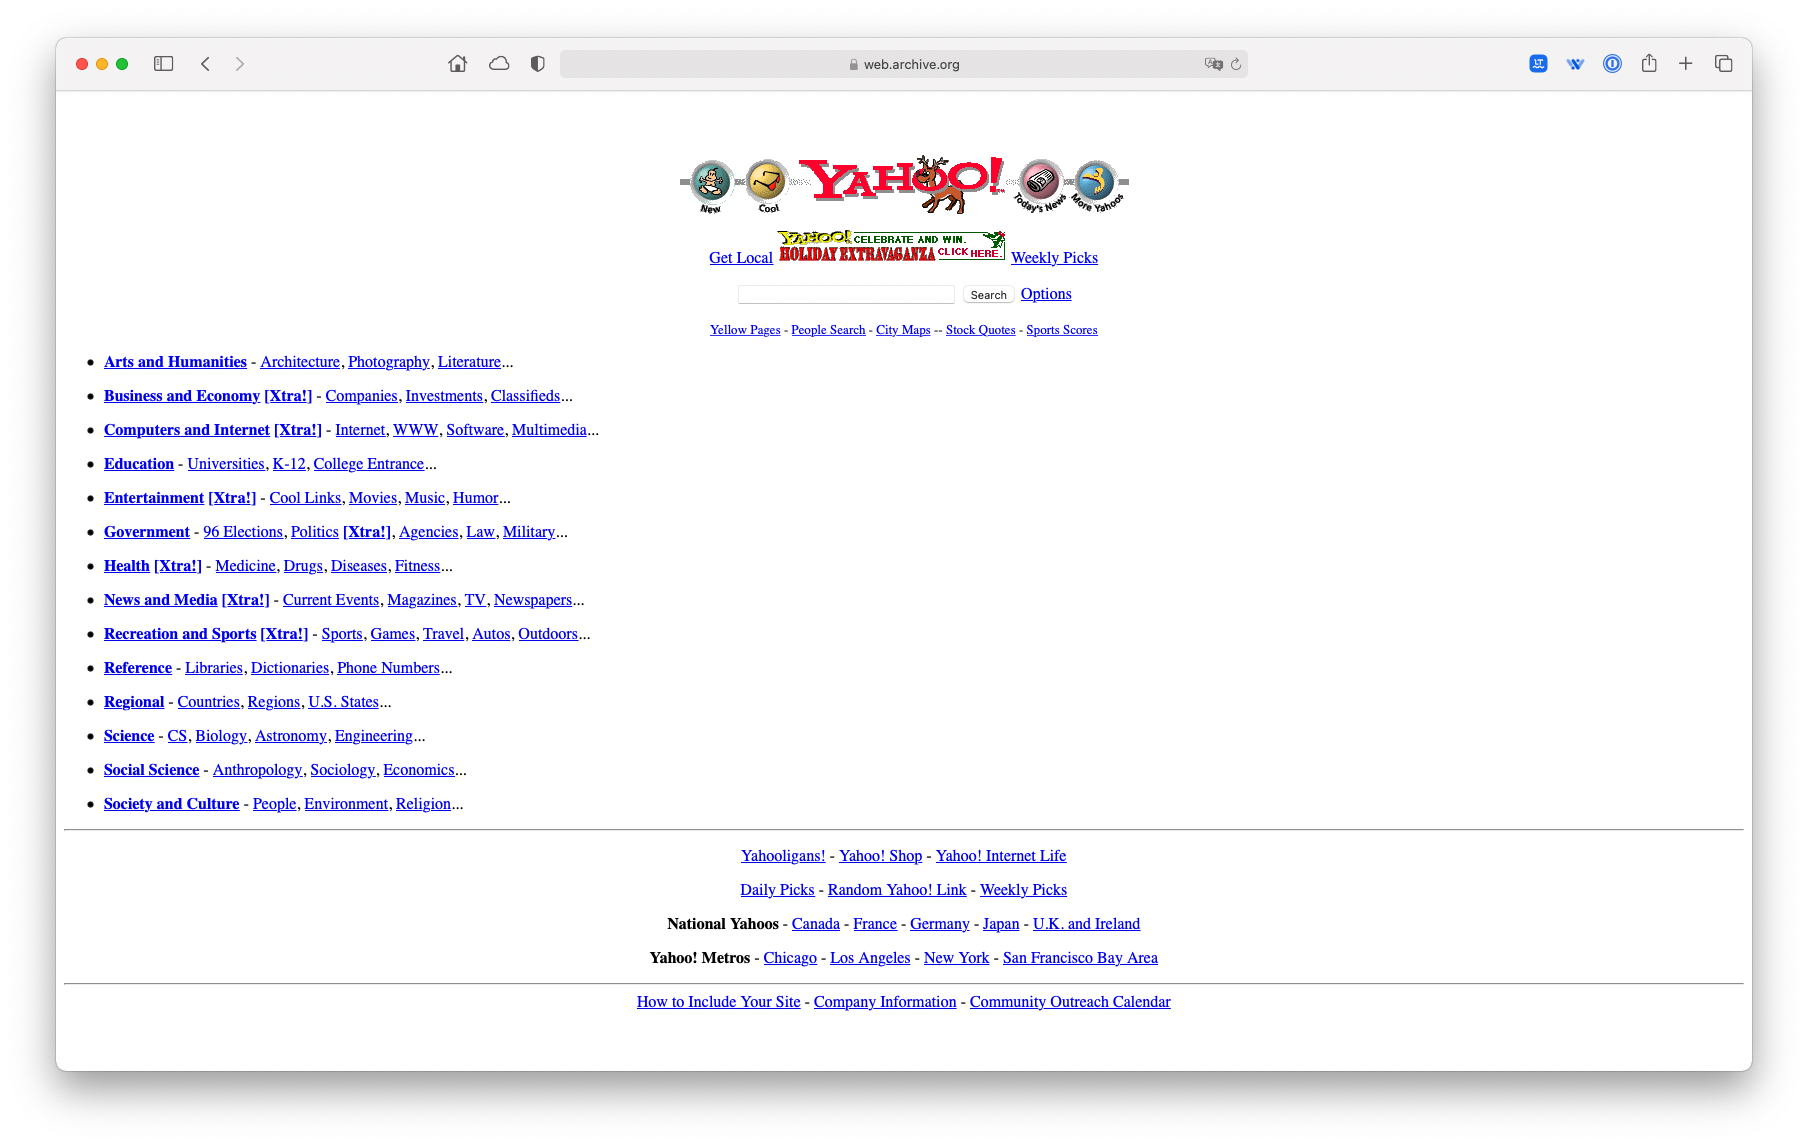 web.archive.org
New Cool YAHOO! Today's News More Yahoos
YAHOO! CELEBRATE AND WIN.
Get Local HOLIDAY EXTRAVAGANZA CLICK HERE. Weekly Picks
Search Options
Yellow Pages - People Search - City Maps -- Stock Quotes - Sports Scores
• Arts and Humanities - Architecture, Photography, Literature...
• Business and Economy [Xtra!] - Companies, Investments, Classifieds...
• Computers and Internet [Xtra!] - Internet, WWW, Software, Multimedia...
• Education - Universities, K-12, College Entrance...
• Entertainment [Xtra!] - Cool Links, Movies, Music, Humor...
• Government - 96 Elections, Politics [Xtra!], Agencies, Law, Military...
• Health [Xtra!] - Medicine, Drugs, Diseases, Fitness...
• News and Media [Xtra!] - Current Events, Magazines, TV, Newspapers...
• Recreation and Sports [Xtra!] - Sports, Games, Travel, Autos, Outdoors...
• Reference - Libraries, Dictionaries, Phone Numbers...
• Regional - Countries, Regions, U.S. States...
• Science - CS, Biology, Astronomy, Engineering...
• Social Science - Anthropology, Sociology, Economics...
• Society and Culture - People, Environment, Religion...
Yahooligans! - Yahoo! Shop - Yahoo! Internet Life
Daily Picks - Random Yahoo! Link - Weekly Picks
National Yahoos - Canada - France - Germany - Japan - U.K. and Ireland
Yahoo! Metros - Chicago - Los Angeles - New York - San Francisco Bay Area
How to Include Your Site - Company Information - Community Outreach Calendar